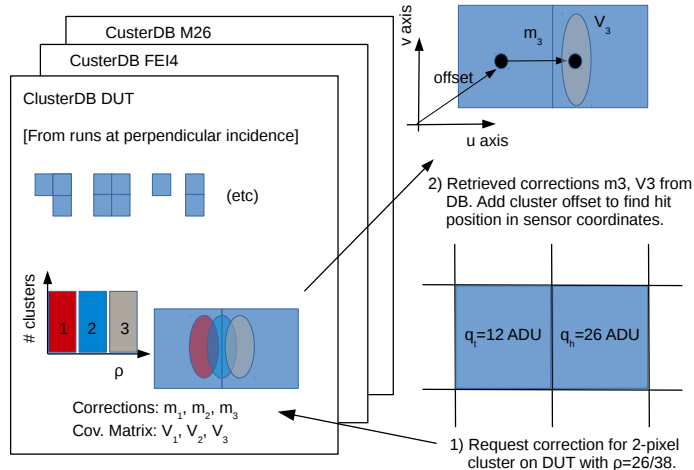 CusterDB M26
CusterDB FEI4
ClusterDB DUT
[From runs at perpendicular incidence]
(etc)
# clusters
1
2
3
ρ
Corrections: m1, m2, m3
Cov. Matrix: V1, V2, V3
v axis
m3
V3
offset
u axis
2) Retrieved corrections m3, V3 from
DB. Add cluster offset to find hit
position in sensor coordinates.
qt=12 ADU
qh=26 ADU
1) Request correction for 2-pixel
cluster on DUT with ρ=26/38.